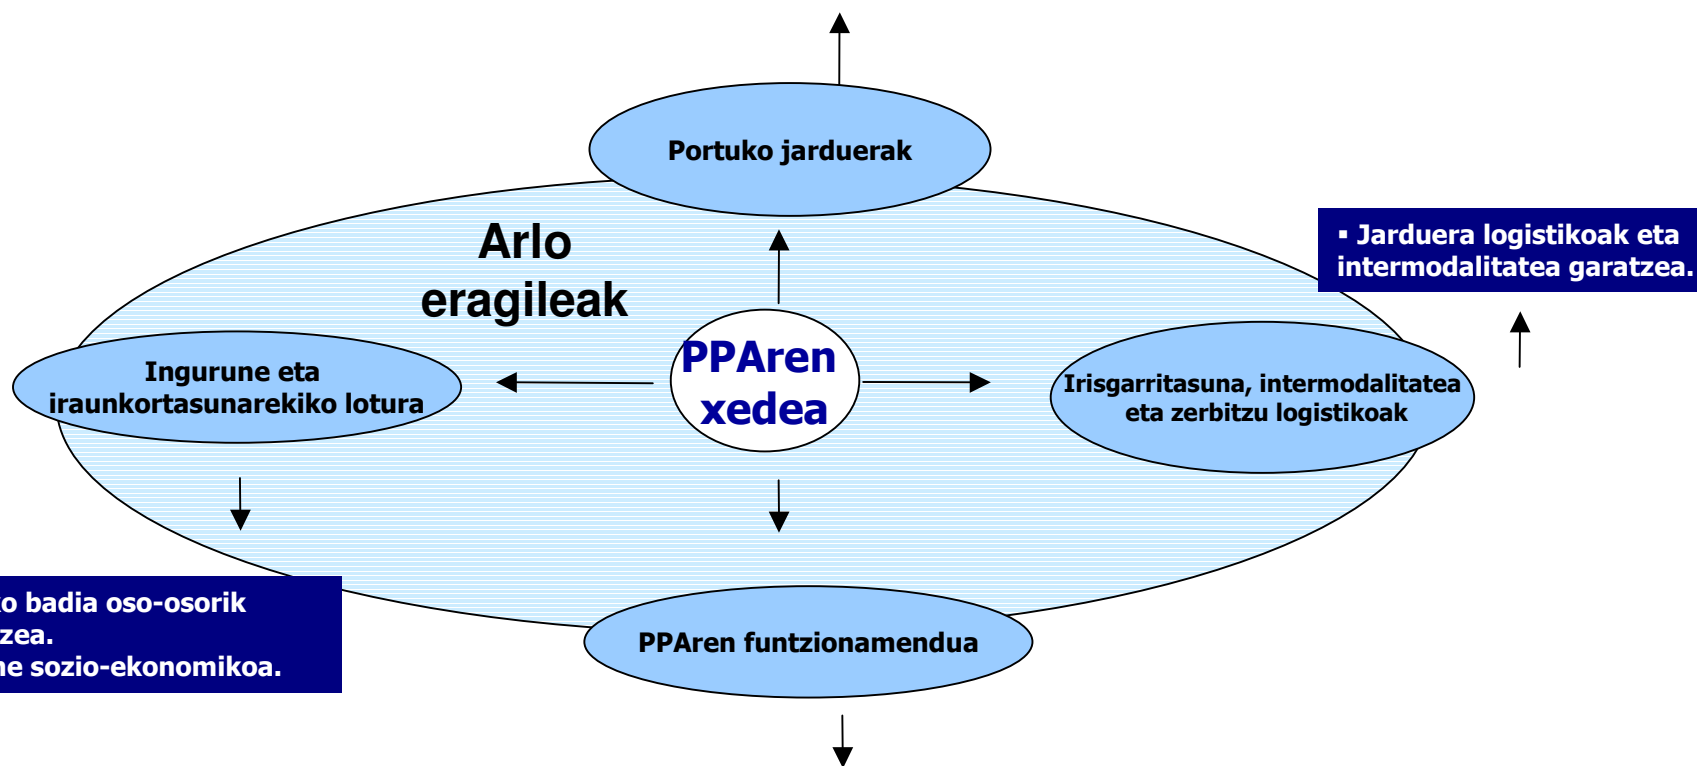 Portuko jarduerak
Arlo
eragileak
▪ Jarduera logistikoak eta
intermodalitatea garatzea.
PPAren
xedea
Ingurune eta
iraunkortasunarekiko lotura
Irisgarritasuna, intermodalitatea
eta zerbitzu logistikoak
badia oso-osorik
sozio-ekonomikoa.
PPAren funtzionamendua